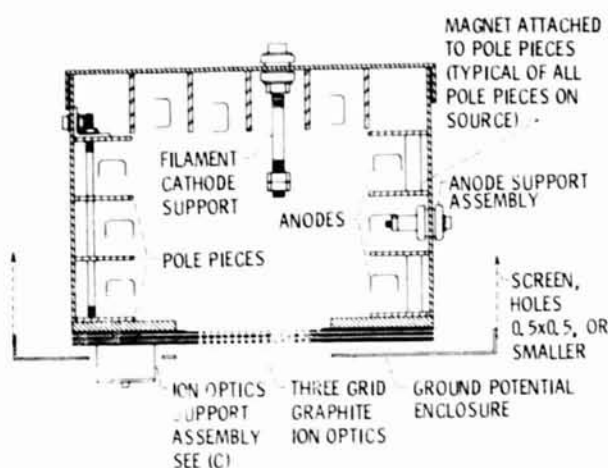 MAGNET ATTACHED
TO POLE PIECES
(TYPICAL OF ALL
POLE PIECES ON
SOURCE)
FILAMENT
CATHODE
SUPPORT
ANODES
ANODE SUPPORT
ASSEMBLY
POLE PIECES
SCREEN,
HOLES
0.5x0.5, OR
SMALLER
ION OPTICS
SUPPORT
ASSEMBLY
SEE (C)
THREE GRID
GRAPHITE
ION OPTICS
GROUND POTENTIAL
ENCLOSURE